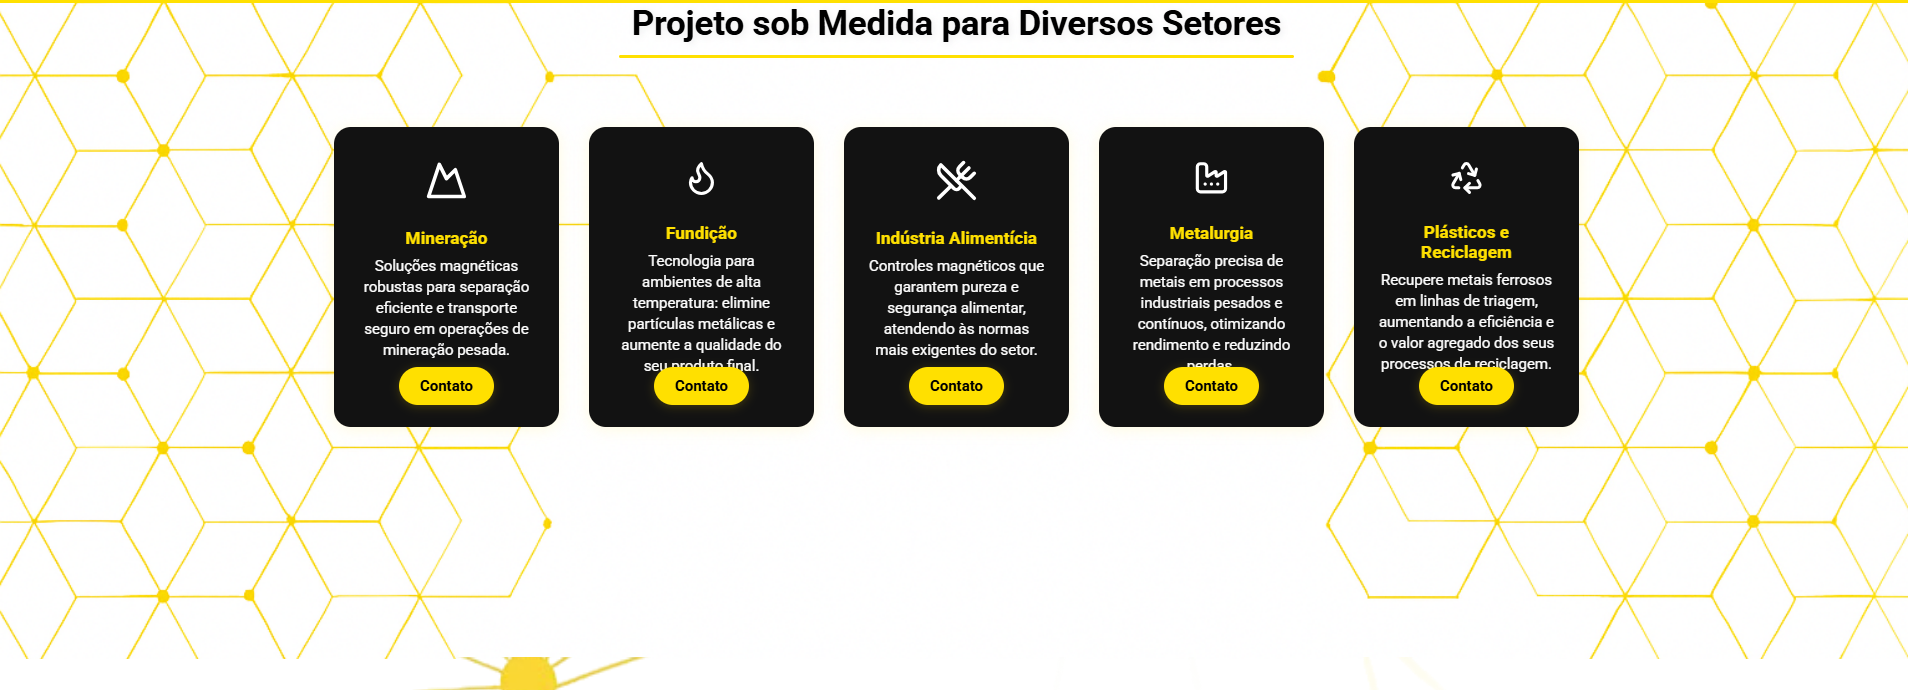 Projeto sob Medida para Diversos Setores
Mineração
Soluções magnéticas
robustas para separação
eficiente e transporte
seguro em operações de
mineração pesada.
Contato
Fundição
Tecnologia para
ambientes de alta
temperatura: elimine
partículas metálicas e
aumente a qualidade do
seu produto final.
Contato
Indústria Alimentícia
Controles magnéticos que
garantem pureza e
segurança alimentar,
atendendo às normas
mais exigentes do setor.
Contato
Metalurgia
Separação precisa de
metais em processos
industriais pesados e
contínuos, otimizando
rendimento e reduzindo
perdas.
Contato
Plásticos e
Reciclagem
Recupere metais ferrosos
em linhas de triagem,
aumentando a eficiência e
o valor agregado dos seus
processos de reciclagem.
Contato